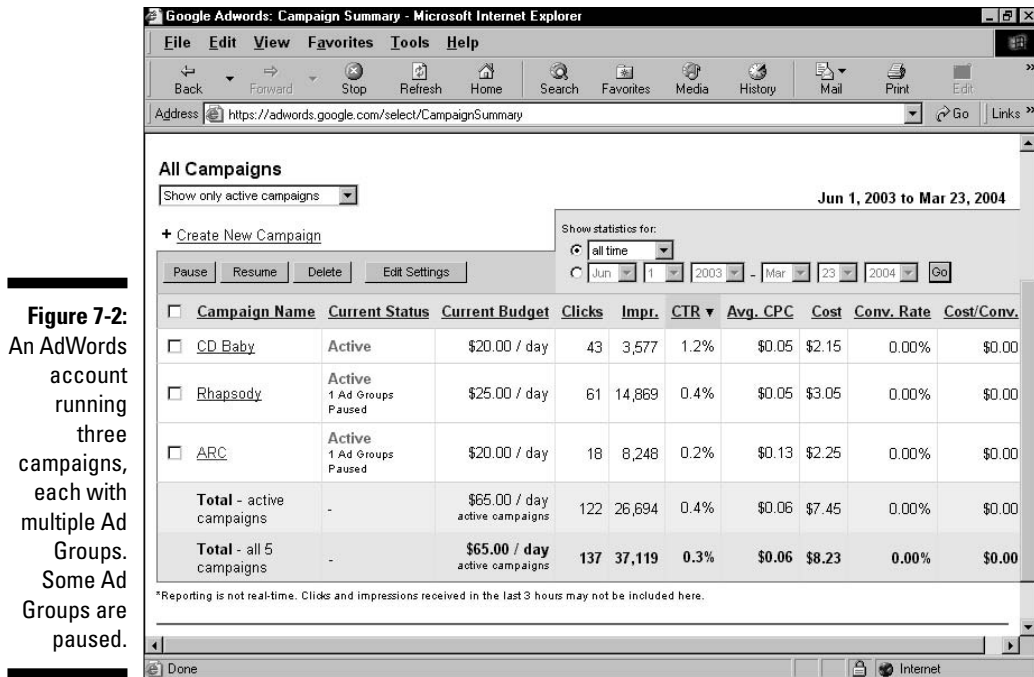 Google Adwords: Campaign Summary - Microsoft Internet Explorer
File Edit View Favorites Tools Help
Back Forward Stop Refresh Home Search Favorites Media History Mail Print Edit
Address https://adwords.google.com/select/CampaignSummary Go Links »
All Campaigns
Show only active campaigns
Jun 1, 2003 to Mar 23, 2004
+ Create New Campaign
Show statistics for:
all time
Jun 1 2003 - Mar 23 2004 Go
Pause Resume Delete Edit Settings
Campaign Name Current Status Current Budget Clicks Impr. CTR ▼ Avg. CPC Cost Conv. Rate Cost/Conv.
CD Baby Active $20.00 / day 43 3,577 1.2% $0.05 $2.15 0.00% $0.00
Rhapsody Active $25.00 / day 61 14,869 0.4% $0.05 $3.05 0.00% $0.00
1 Ad Groups
Paused
ARC Active $20.00 / day 18 8,248 0.2% $0.13 $2.25 0.00% $0.00
1 Ad Groups
Paused
Total - active campaigns - $65.00 / day active campaigns 122 26,694 0.4% $0.06 $7.45 0.00% $0.00
Total - all 5 campaigns - $65.00 / day active campaigns 137 37,119 0.3% $0.06 $8.23 0.00% $0.00
*Reporting is not real-time. Clicks and impressions received in the last 3 hours may not be included here.
Done Internet
Figure 7-2:
An AdWords
account
running
three
campaigns,
each with
multiple Ad
Groups.
Some Ad
Groups are
paused.